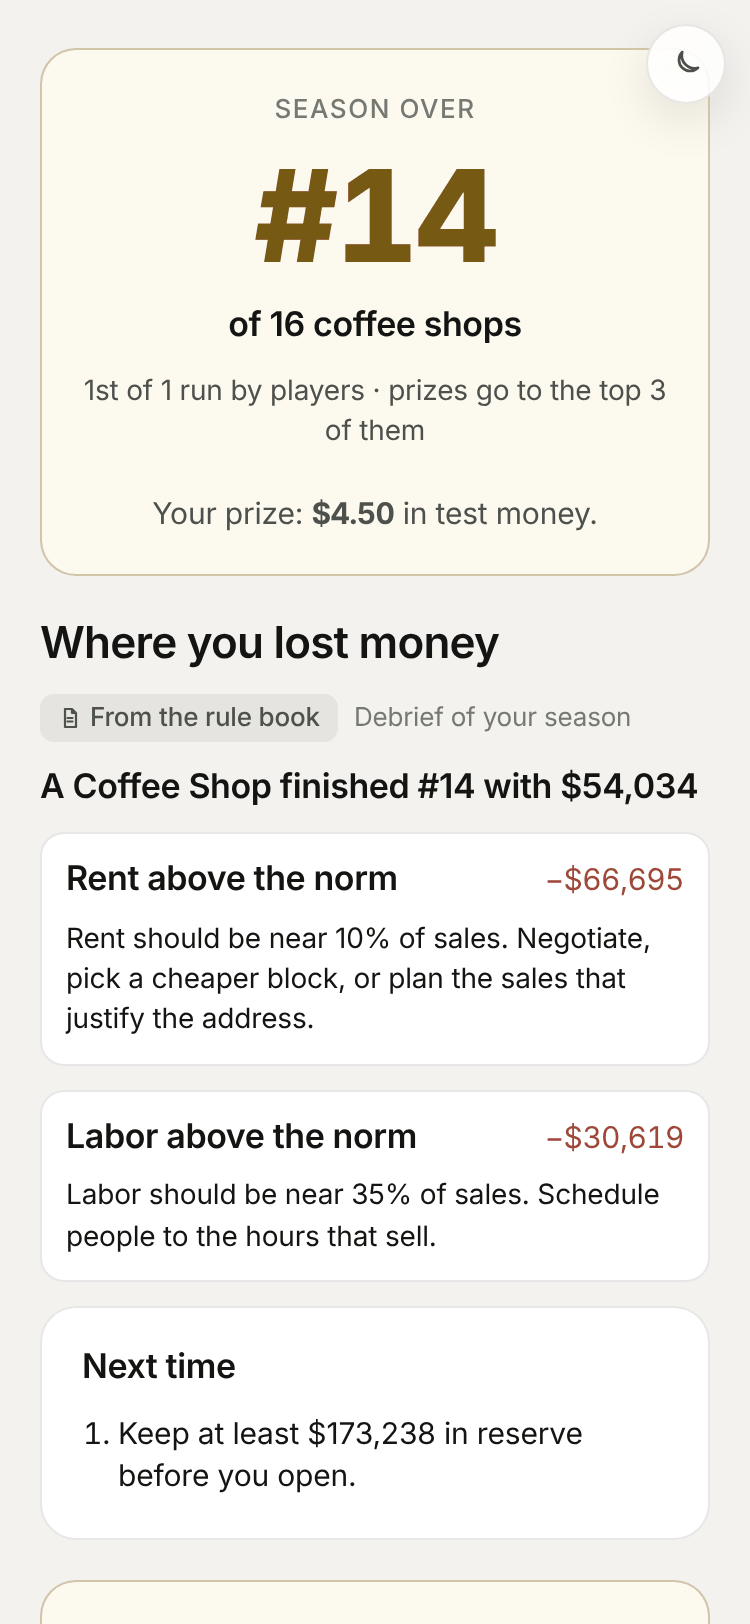 SEASON OVER
#14
of 16 coffee shops
1st of 1 run by players · prizes go to the top 3
of them
Your prize: $4.50 in test money.
Where you lost money
From the rule book
Debrief of your season
A Coffee Shop finished #14 with $54,034
Rent above the norm
−$66,695
Rent should be near 10% of sales. Negotiate,
pick a cheaper block, or plan the sales that
justify the address.
Labor above the norm
−$30,619
Labor should be near 35% of sales. Schedule
people to the hours that sell.
Next time
1. Keep at least $173,238 in reserve
before you open.